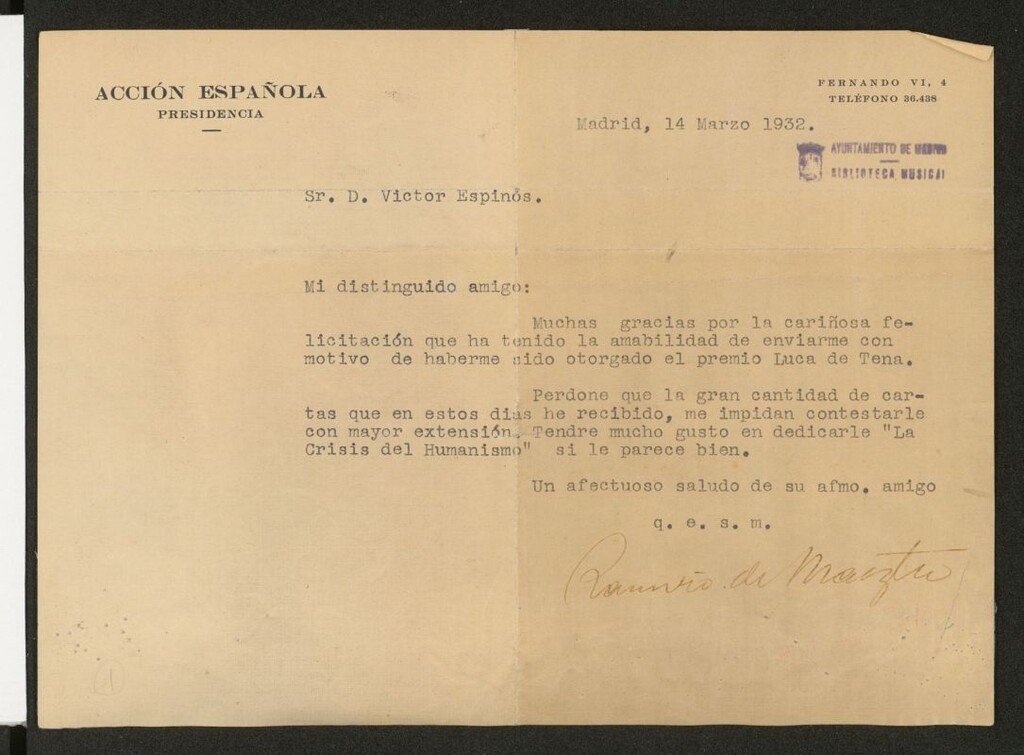 ACCIÓN ESPAÑOLA
PRESIDENCIA
FERNANDO VI, 4
TELÉFONO 36.438
Madrid, 14 Marzo 1932.
AYUNTAMIENTO DE MADRID
BIBLIOTECA MUSICAL
Sr. D. Victor Espinós.
Mi distinguido amigo:
Muchas gracias por la cariñosa fe-
licitación que ha tenido la amabilidad de enviarme con
motivo de haberme sido otorgado el premio Luca de Tena.
Perdone que la gran cantidad de car-
tas que en estos dias he recibido, me impidan contestarle
con mayor extensión. Tendre mucho gusto en dedicarle "La
Crisis del Humanismo" si le parece bien.
Un afectuoso saludo de su afmo. amigo
q. e. s. m.
Ramiro de Maeztu
1